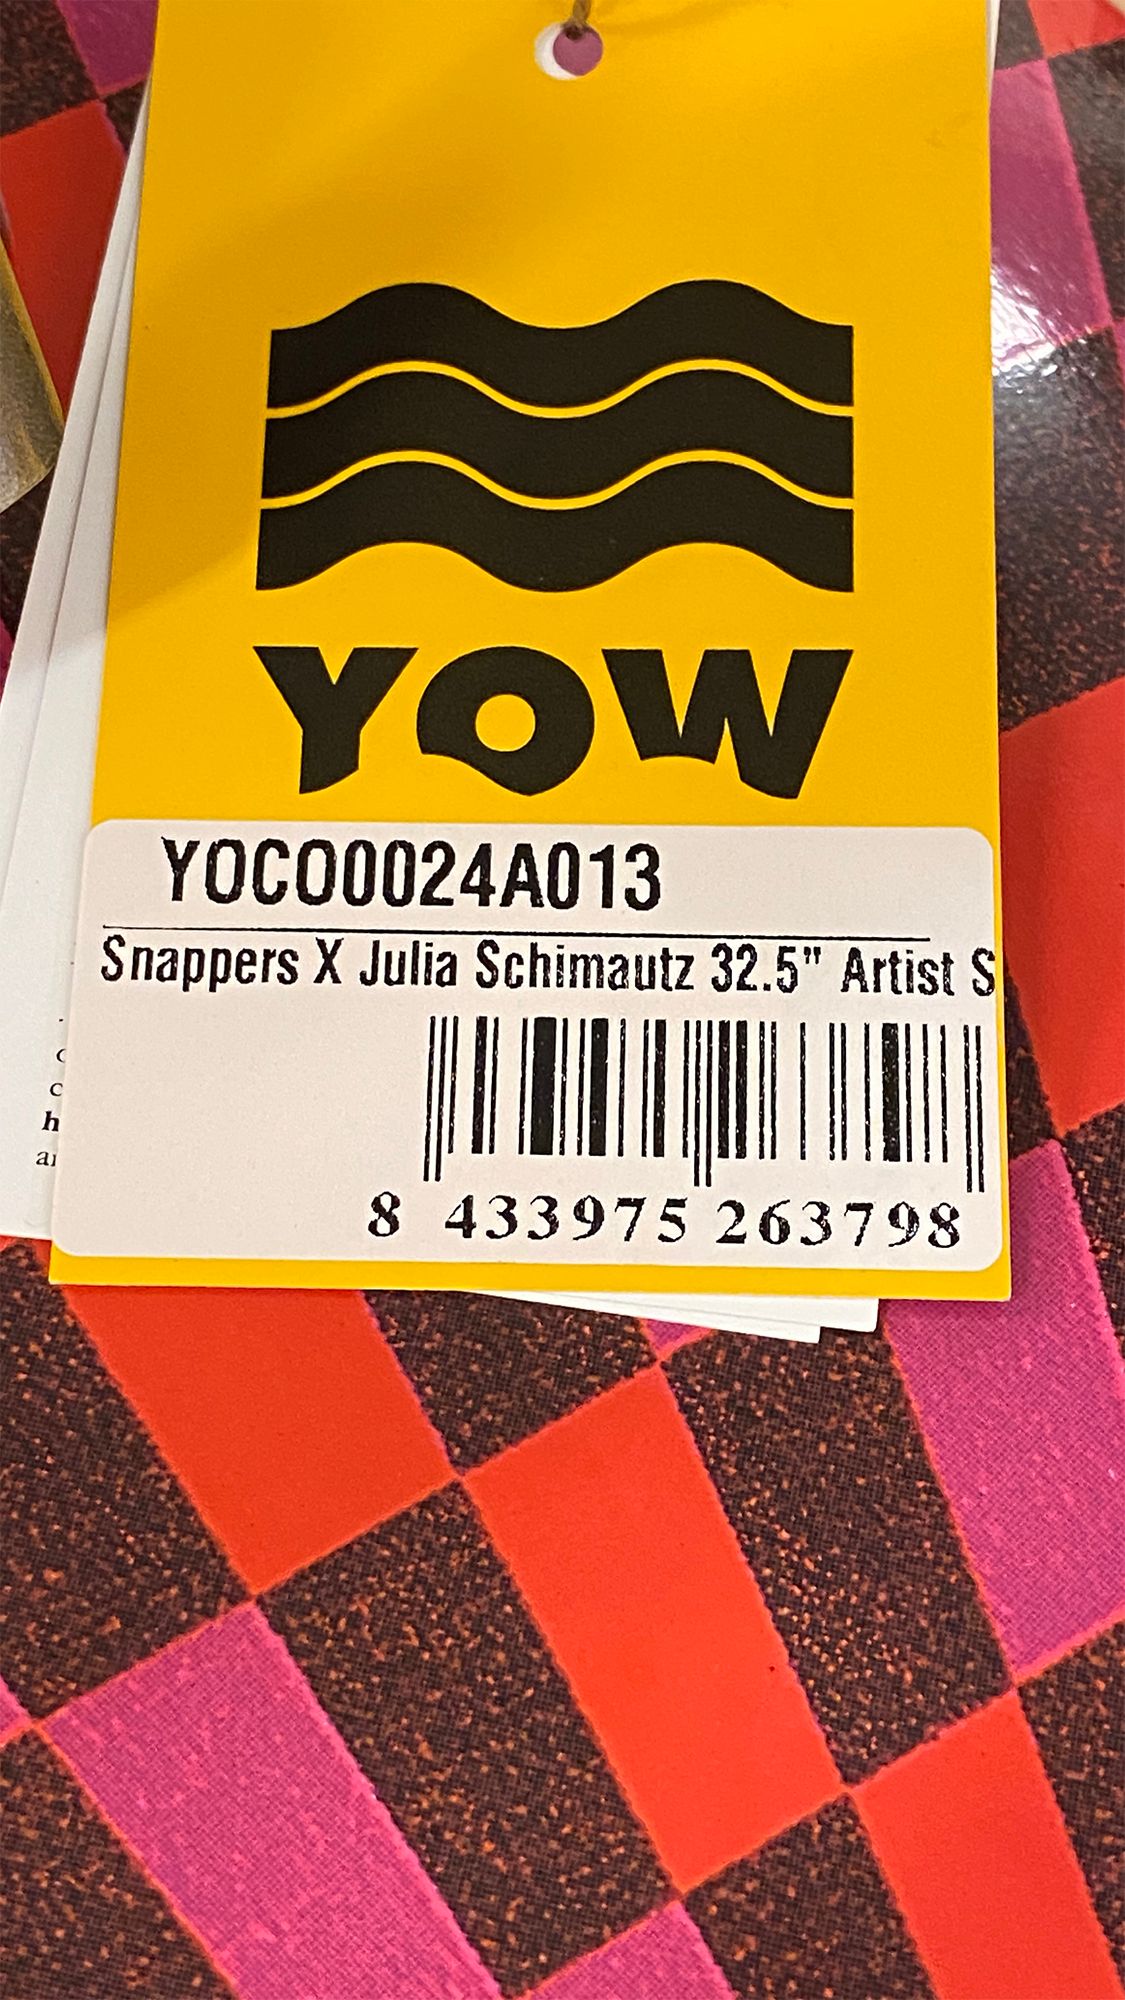 YOW
YOCO0024A013
Snappers X Julia Schimautz 32.5" Artist S
8 433975 263798